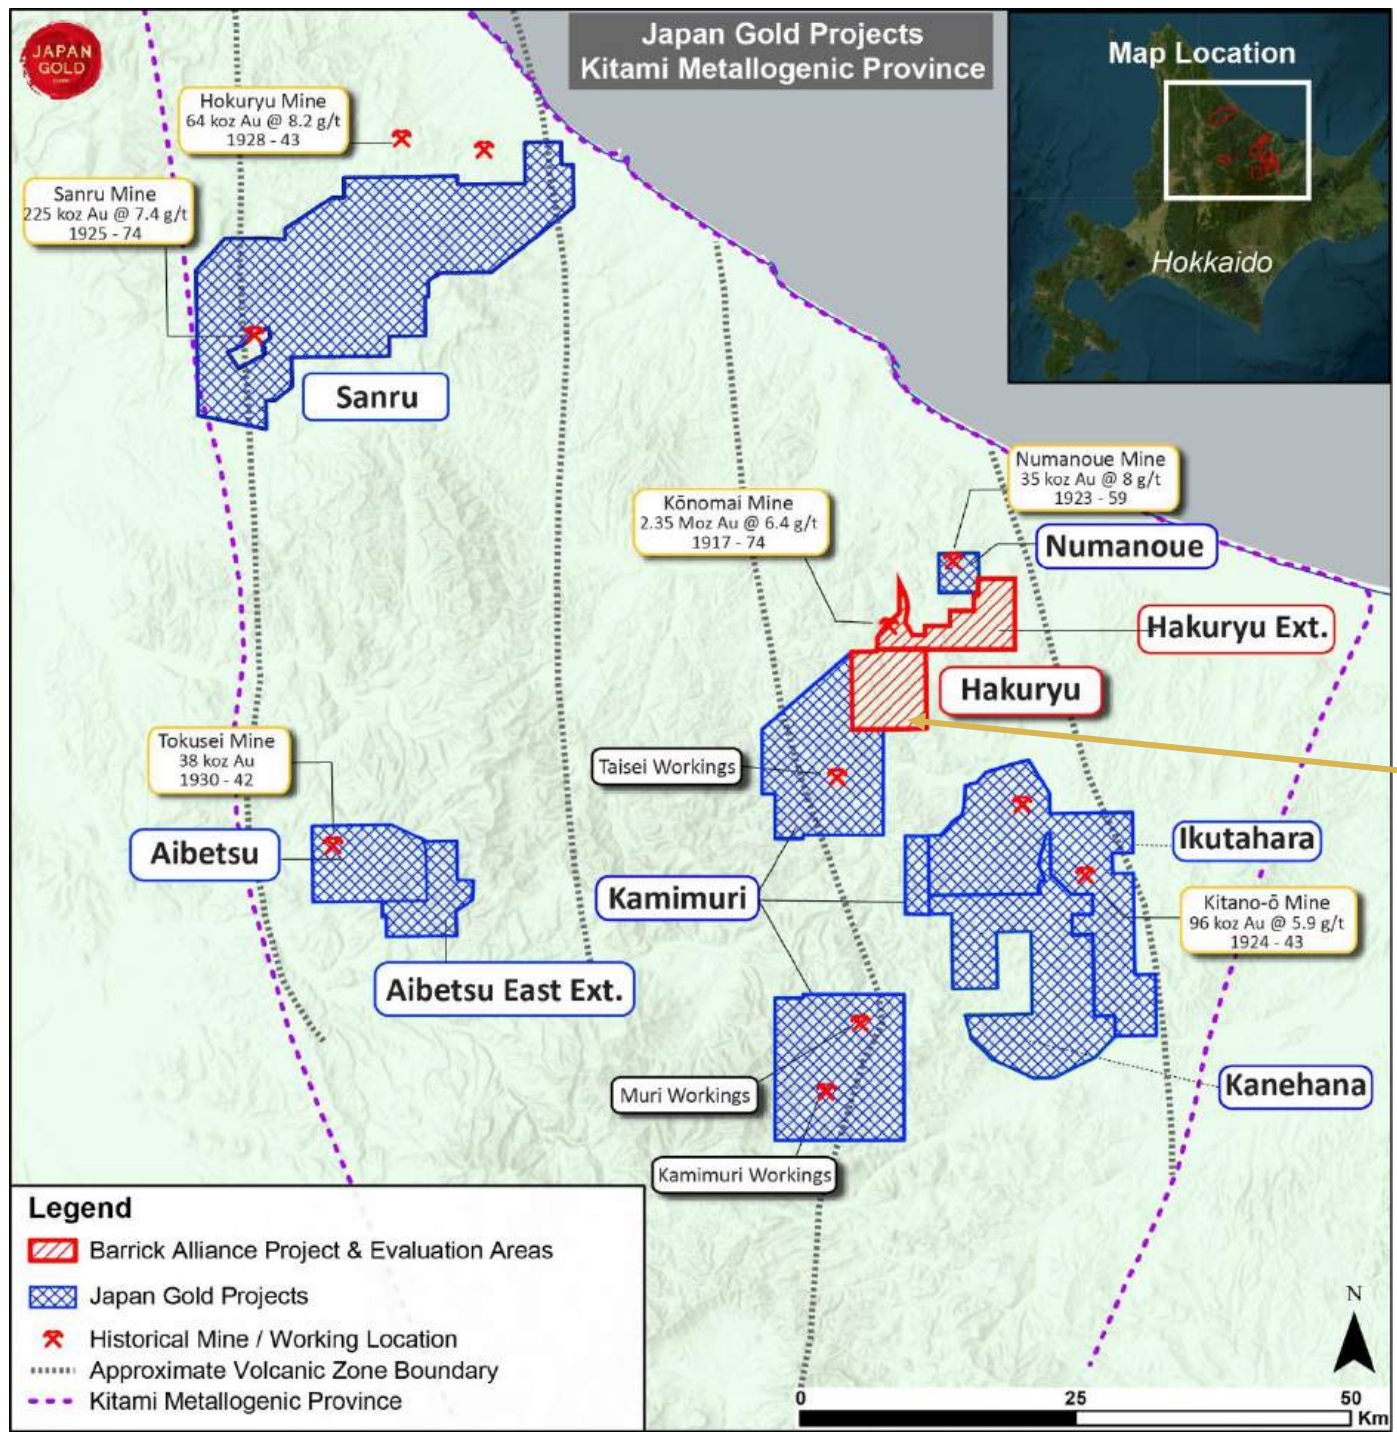 JAPAN
GOLD
Japan Gold Projects
Kitami Metallogenic Province
Map Location
Hokkaido
Hokuryu Mine
64 koz Au @ 8.2 g/t
1928 - 43
Sanru Mine
225 koz Au @ 7.4 g/t
1925 - 74
Sanru
Numanoue Mine
35 koz Au @ 8 g/t
1923 - 59
Kōnomai Mine
2.35 Moz Au @ 6.4 g/t
1917 - 74
Numanoue
Hakuryu Ext.
Hakuryu
Tokusei Mine
38 koz Au
1930 - 42
Taisei Workings
Aibetsu
Ikutahara
Kamimuri
Kitano-ō Mine
96 koz Au @ 5.9 g/t
1924 - 43
Aibetsu East Ext.
Muri Workings
Kanehana
Kamimuri Workings
Legend
Barrick Alliance Project & Evaluation Areas
Japan Gold Projects
Historical Mine / Working Location
Approximate Volcanic Zone Boundary
Kitami Metallogenic Province
N
0 25 50
Km